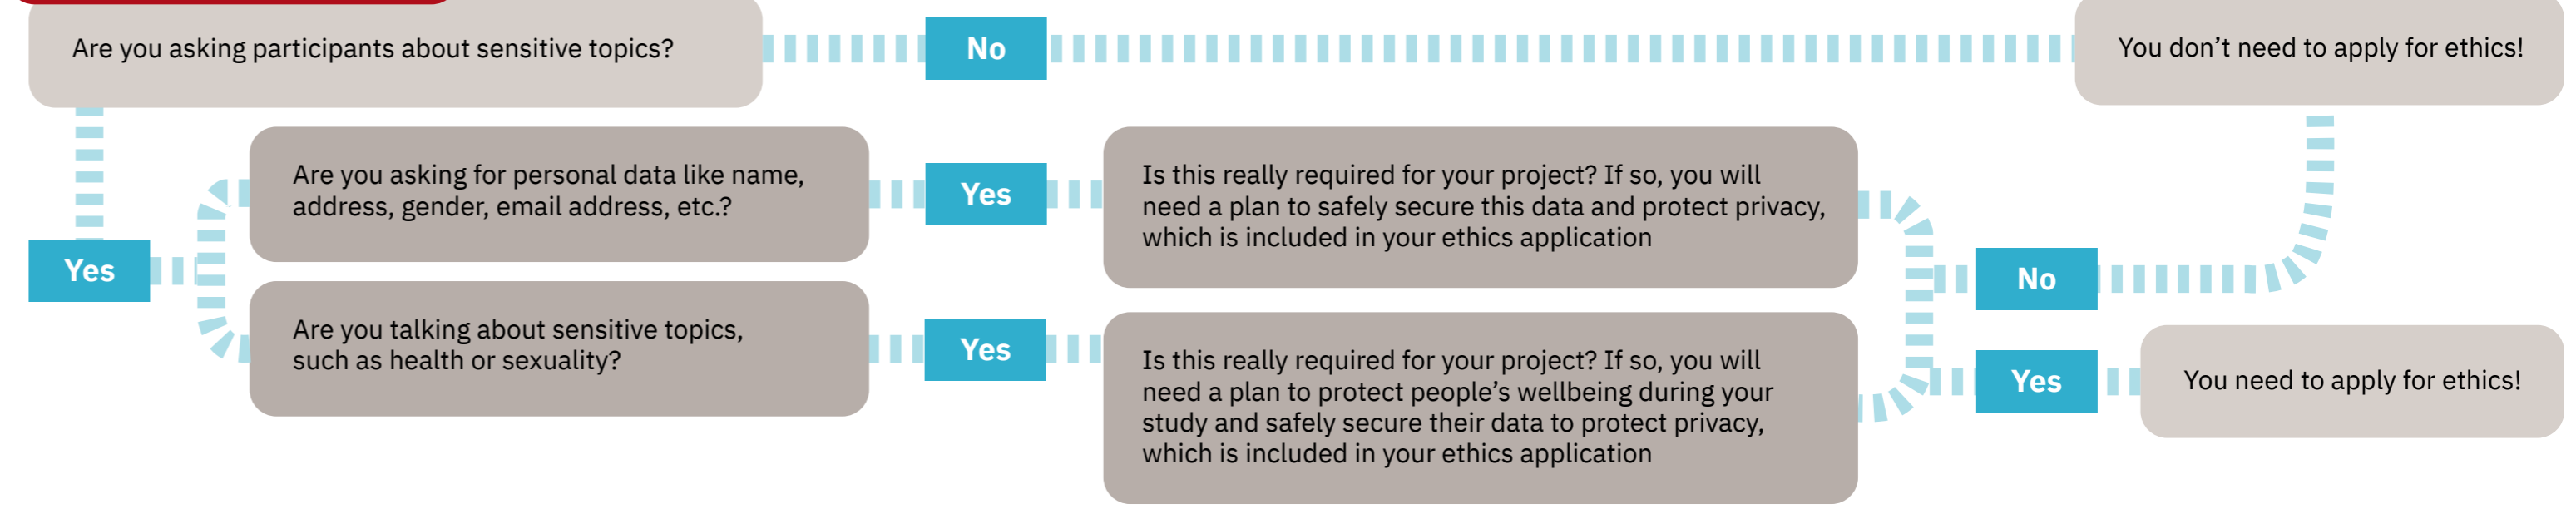 Are you asking participants about sensitive topics?
No
You don’t need to apply for ethics!
Yes
Are you asking for personal data like name,
address, gender, email address, etc.?
Yes
Is this really required for your project? If so, you will
need a plan to safely secure this data and protect privacy,
which is included in your ethics application
Are you talking about sensitive topics,
such as health or sexuality?
Yes
Is this really required for your project? If so, you will
need a plan to protect people’s wellbeing during your
study and safely secure their data to protect privacy,
which is included in your ethics application
No
Yes
You need to apply for ethics!